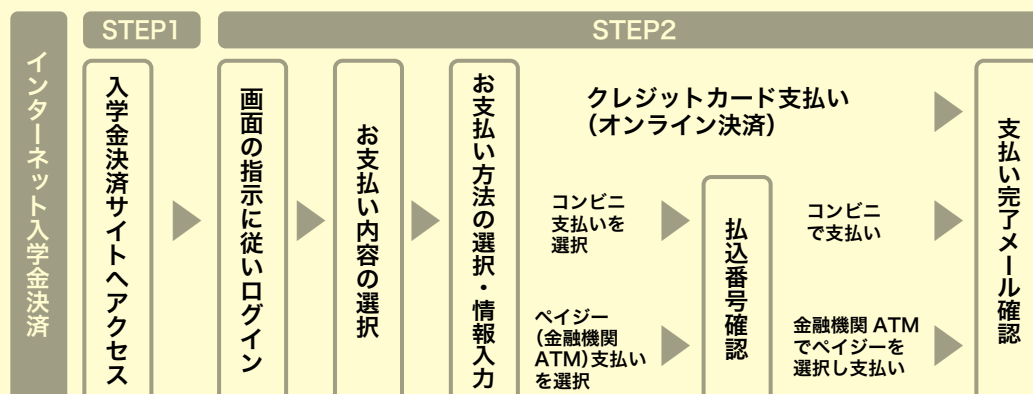 STEP1
STEP2
インターネット入学金決済
入学金決済サイトへアクセス
画面の指示に従いログイン
お支払い内容の選択
お支払い方法の選択・情報入力
クレジットカード支払い
(オンライン決済)
コンビニ
支払いを
選択
ペイジー
(金融機関
ATM)支払い
を選択
払込番号確認
コンビニ
で支払い
金融機関 ATM
でペイジーを
選択し支払い
支払い完了メール確認